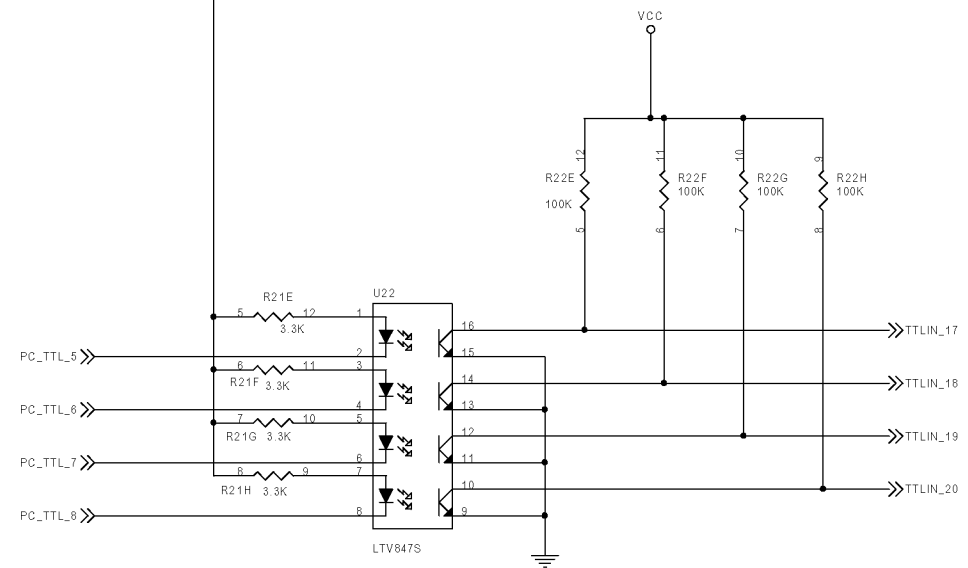 VCC
12 11 10 9
R22E R22F R22G R22H
100K 100K 100K 100K
5 6 7 8
R21E U22
5 12 1 16 TTLIN_17
3.3K
PC_TTL_5 2 15
6 11 3 14 TTLIN_18
R21F 3.3K
PC_TTL_6 4 13
7 10 5 12 TTLIN_19
R21G 3.3K
PC_TTL_7 6 11
8 9 7 10 TTLIN_20
R21H 3.3K
PC_TTL_8 8 9
LTV847S